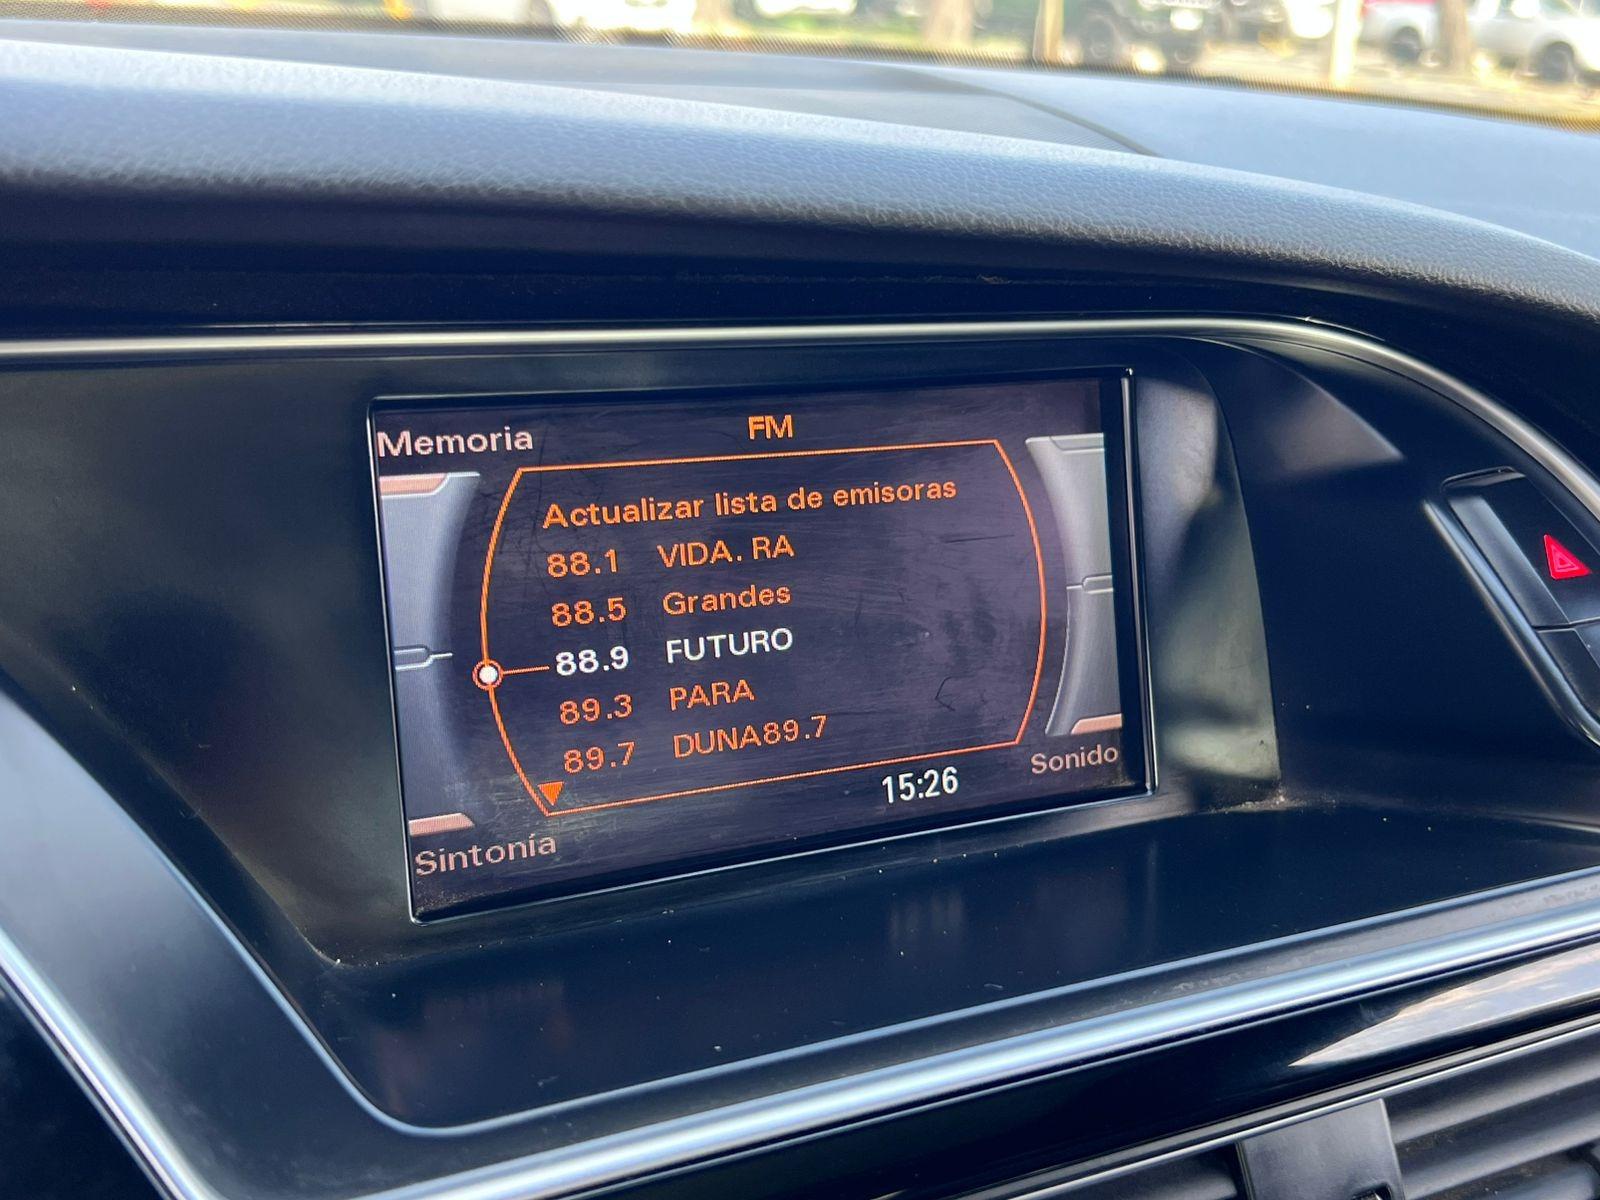 Memoria
FM
Actualizar lista de emisoras
88.1 VIDA. RA
88.5 Grandes
88.9 FUTURO
89.3 PARA
89.7 DUNA89.7
Sonido
15:26
Sintonía